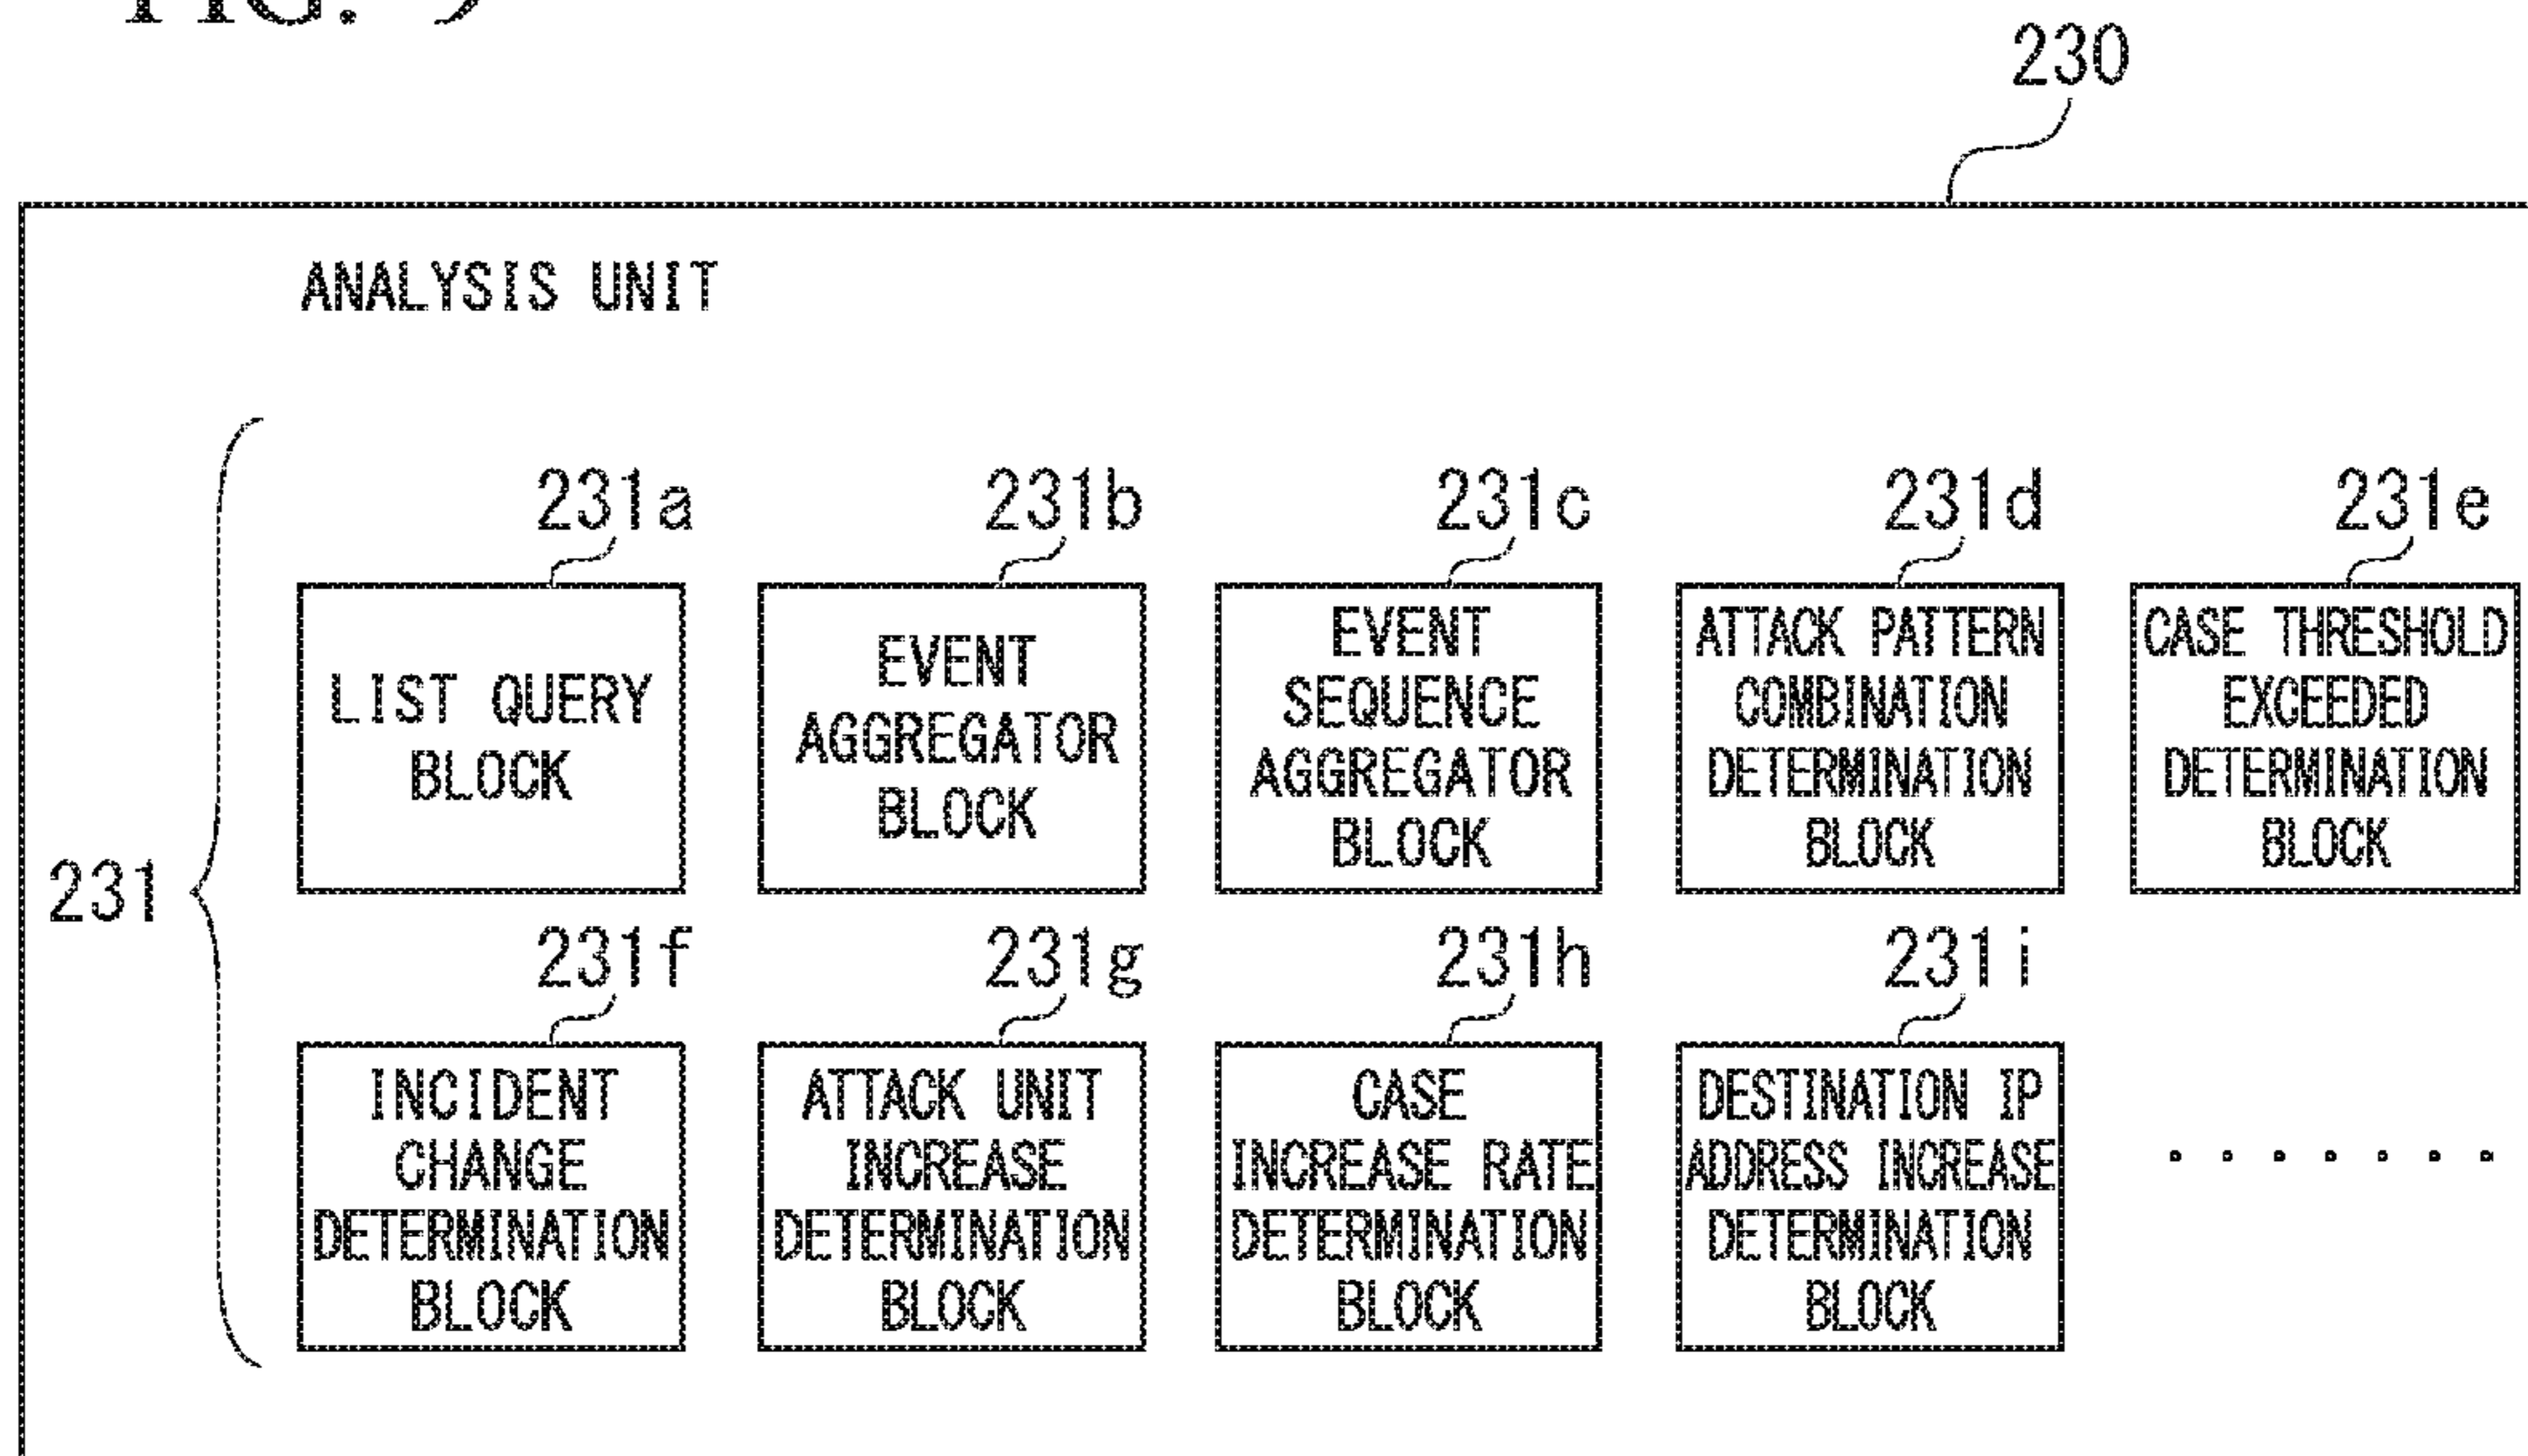 FIG. 9
230
ANALYSIS UNIT
231a
231b
231c
231d
231e
LIST QUERY
BLOCK
EVENT
AGGREGATOR
BLOCK
EVENT
SEQUENCE
AGGREGATOR
BLOCK
ATTACK PATTERN
COMBINATION
DETERMINATION
BLOCK
CASE THRESHOLD
EXCEEDED
DETERMINATION
BLOCK
231
231f
231g
231h
231i
INCIDENT
CHANGE
DETERMINATION
BLOCK
ATTACK UNIT
INCREASE
DETERMINATION
BLOCK
CASE
INCREASE RATE
DETERMINATION
BLOCK
DESTINATION IP
ADDRESS INCREASE
DETERMINATION
BLOCK
. . . . . . .